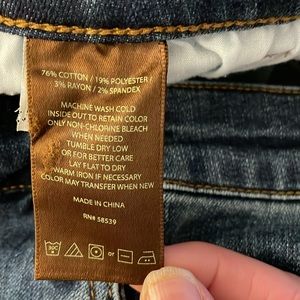 76% COTTON / 19% POLYESTER /
3% RAYON / 2% SPANDEX
MACHINE WASH COLD
INSIDE OUT TO RETAIN COLOR
ONLY NON-CHLORINE BLEACH
WHEN NEEDED
TUMBLE DRY LOW
OR FOR BETTER CARE
LAY FLAT TO DRY
WARM IRON IF NECESSARY
COLOR MAY TRANSFER WHEN NEW
MADE IN CHINA
RN# 58539
30C
or